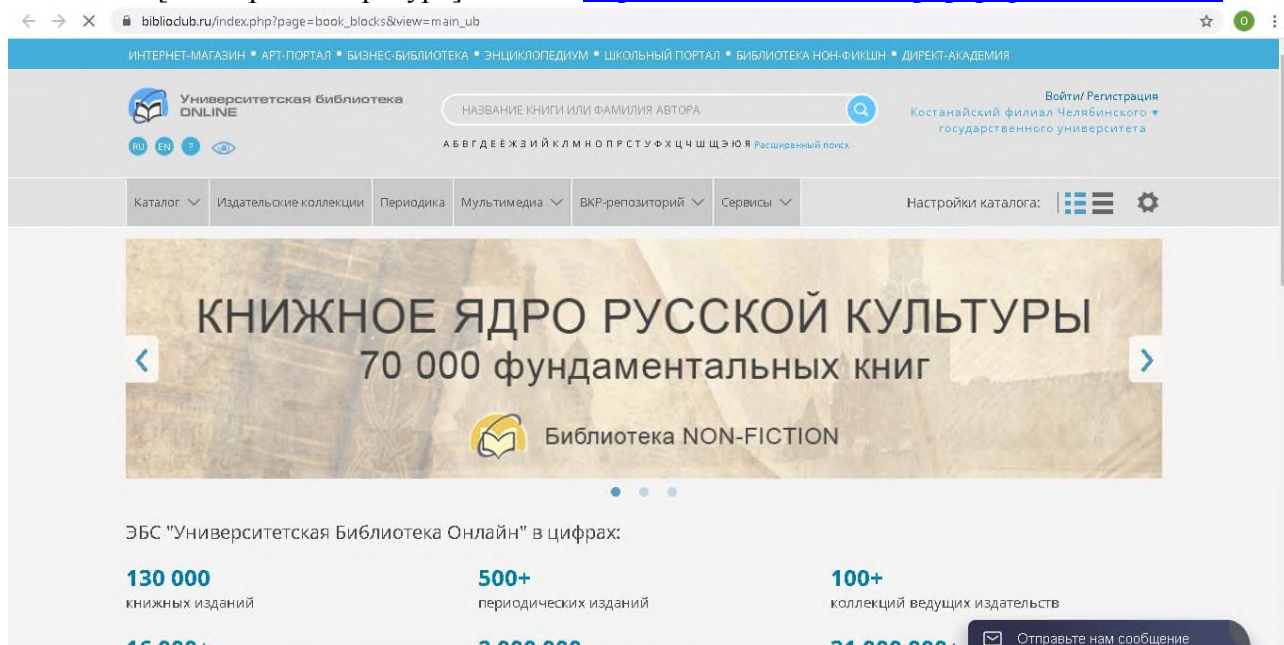 biblioclub.ru/index.php?page=book_blocks&view=main_ub
ИНТЕРНЕТ-МАГАЗИН • АРТ-ПОРТАЛ • БИЗНЕС-БИБЛИОТЕКА • ЭНЦИКЛОПЕДИУМ • ШКОЛЬНЫЙ ПОРТАЛ • БИБЛИОТЕКА НОН-ФИКШН • ДИРЕКТ-АКАДЕМИЯ
Университетская библиотека
ONLINE
НАЗВАНИЕ КНИГИ ИЛИ ФАМИЛИЯ АВТОРА
Войти/ Регистрация
Костанайский филиал Челябинского
государственного университета
RU EN ?
А Б В Г Д Е Ё Ж З И Й К Л М Н О П Р С Т У Ф Х Ц Ч Ш Щ Э Ю Я Расширенный поиск
Каталог Издательские коллекции Периодика Мультимедиа ВКР-репозиторий Сервисы Настройки каталога:
КНИЖНОЕ ЯДРО РУССКОЙ КУЛЬТУРЫ
70 000 фундаментальных книг
Библиотека NON-FICTION
ЭБС "Университетская Библиотека Онлайн" в цифрах:
130 000 500+ 100+
книжных изданий периодических изданий коллекций ведущих издательств
Отправьте нам сообщение